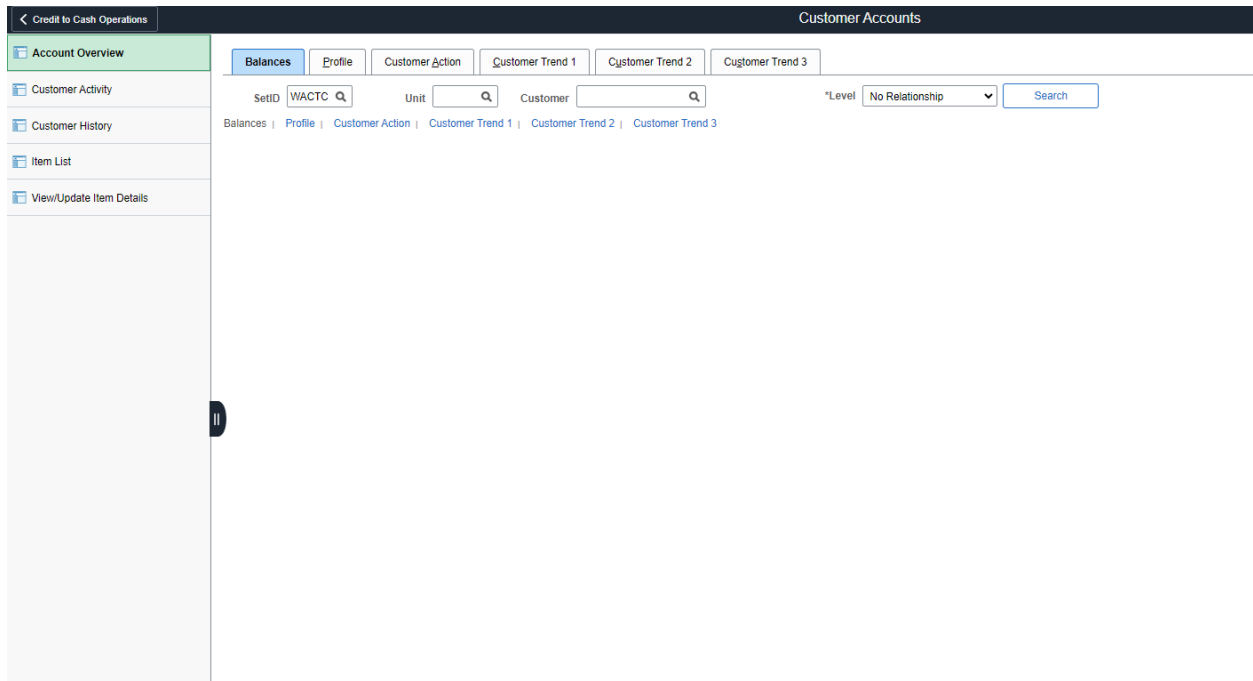 Credit to Cash Operations
Customer Accounts
Account Overview
Customer Activity
Customer History
Item List
View/Update Item Details
Balances Profile Customer Action Customer Trend 1 Customer Trend 2 Customer Trend 3
SetID WACTC Unit Customer *Level No Relationship Search
Balances | Profile | Customer Action | Customer Trend 1 | Customer Trend 2 | Customer Trend 3